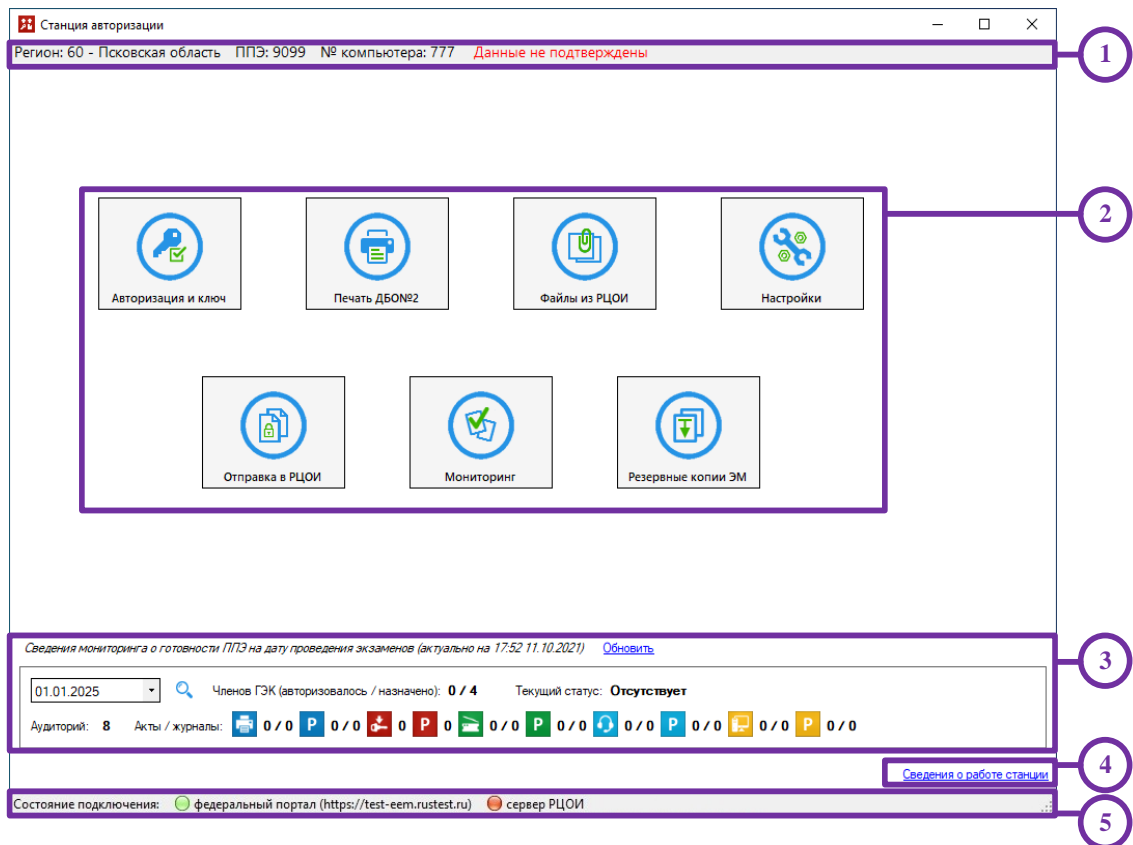 Станция авторизации
Регион: 60 - Псковская область ППЭ: 9099 № компьютера: 777 Данные не подтверждены
1
2
Авторизация и ключ Печать ДБО№2 Файлы из РЦОИ Настройки
Отправка в РЦОИ Мониторинг Резервные копии ЭМ
Сведения мониторинга о готовности ППЭ на дату проведения экзаменов (актуально на 17:52 11.10.2021) Обновить
3
01.01.2025 Членов ГЭК (авторизовалось / назначено): 0 / 4 Текущий статус: Отсутствует
Аудиторий: 8 Акты / журналы: 0 / 0 P 0 / 0 0 P 0 0 / 0 P 0 / 0 0 / 0 P 0 / 0 0 / 0 P 0 / 0
Сведения о работе станции
4
Состояние подключения: федеральный портал (https://test-eem.rustest.ru) сервер РЦОИ
5